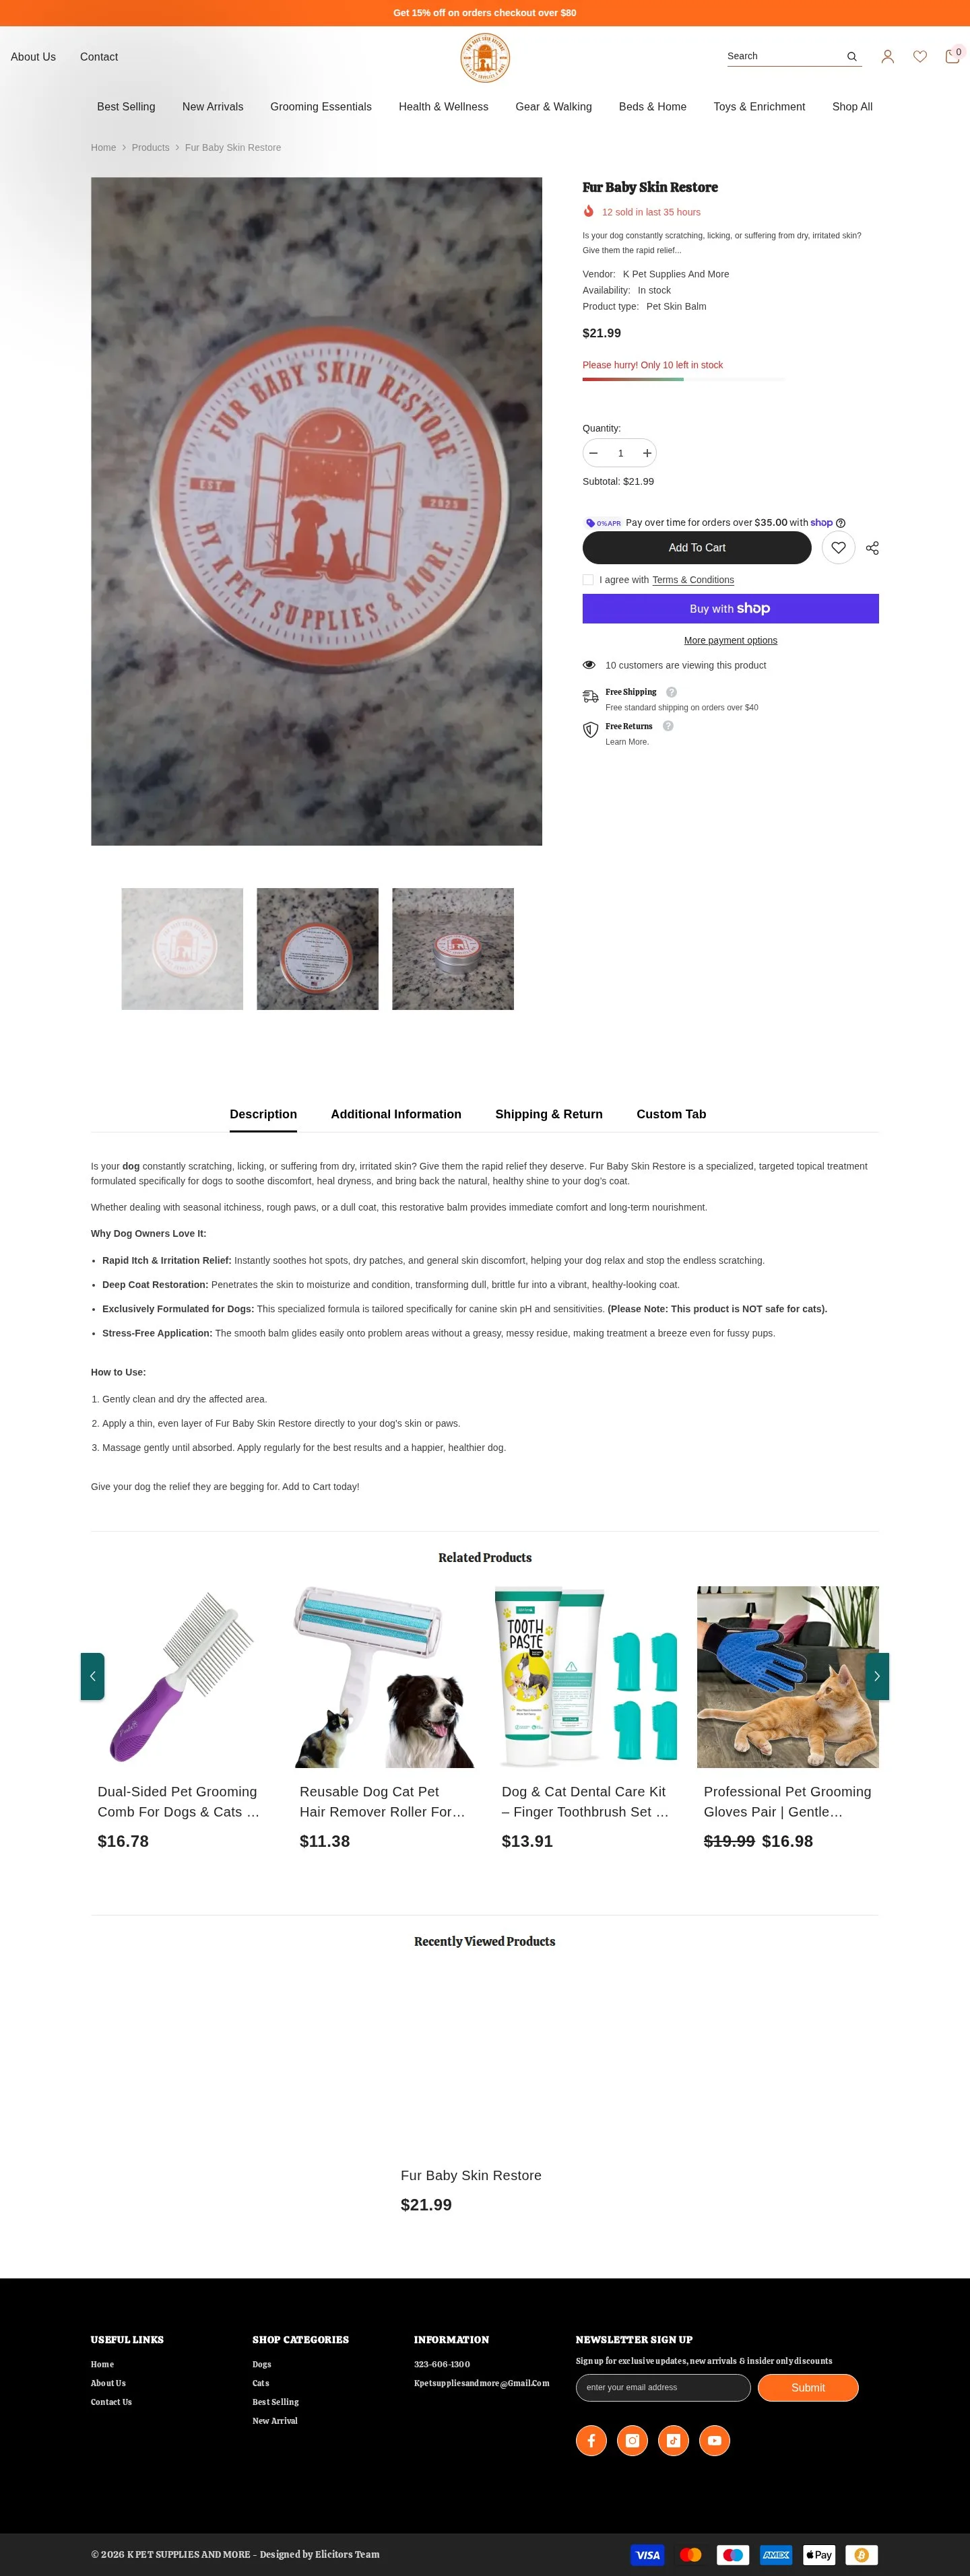 Get 15% off on orders checkout over $80
About Us
Contact
Search
0
Best Selling
New Arrivals
Grooming Essentials
Health & Wellness
Gear & Walking
Beds & Home
Toys & Enrichment
Shop All
Home > Products > Fur Baby Skin Restore
FUR BABY SKIN RESTORE
EST
2023
BY K PET SUPPLIES &
Fur Baby Skin Restore
12 sold in last 35 hours
Is your dog constantly scratching, licking, or suffering from dry, irritated skin?
Give them the rapid relief...
Vendor: K Pet Supplies And More
Availability: In stock
Product type: Pet Skin Balm
$21.99
Please hurry! Only 10 left in stock
Quantity:
1
Subtotal: $21.99
0%APR Pay over time for orders over $35.00 with shop
Add To Cart
I agree with Terms & Conditions
Buy with shop
More payment options
10 customers are viewing this product
Free Shipping
Free standard shipping on orders over $40
Free Returns
Learn More.
Description
Additional Information
Shipping & Return
Custom Tab
Is your dog constantly scratching, licking, or suffering from dry, irritated skin? Give them the rapid relief they deserve. Fur Baby Skin Restore is a specialized, targeted topical treatment
formulated specifically for dogs to soothe discomfort, heal dryness, and bring back the natural, healthy shine to your dog's coat.
Whether dealing with seasonal itchiness, rough paws, or a dull coat, this restorative balm provides immediate comfort and long-term nourishment.
Why Dog Owners Love It:
• Rapid Itch & Irritation Relief: Instantly soothes hot spots, dry patches, and general skin discomfort, helping your dog relax and stop the endless scratching.
• Deep Coat Restoration: Penetrates the skin to moisturize and condition, transforming dull, brittle fur into a vibrant, healthy-looking coat.
• Exclusively Formulated for Dogs: This specialized formula is tailored specifically for canine skin pH and sensitivities. (Please Note: This product is NOT safe for cats).
• Stress-Free Application: The smooth balm glides easily onto problem areas without a greasy, messy residue, making treatment a breeze even for fussy pups.
How to Use:
1. Gently clean and dry the affected area.
2. Apply a thin, even layer of Fur Baby Skin Restore directly to your dog's skin or paws.
3. Massage gently until absorbed. Apply regularly for the best results and a happier, healthier dog.
Give your dog the relief they are begging for. Add to Cart today!
Related Products
TOOTH
PASTE
Dual-Sided Pet Grooming
Comb For Dogs & Cats ...
$16.78
Reusable Dog Cat Pet
Hair Remover Roller For...
$11.38
Dog & Cat Dental Care Kit
– Finger Toothbrush Set ...
$13.91
Professional Pet Grooming
Gloves Pair | Gentle...
$19.99 $16.98
Recently Viewed Products
Fur Baby Skin Restore
$21.99
USEFUL LINKS
Home
About Us
Contact Us
SHOP CATEGORIES
Dogs
Cats
Best Selling
New Arrival
INFORMATION
323-606-1300
Kpetsuppliesandmore@Gmail.Com
NEWSLETTER SIGN UP
Sign up for exclusive updates, new arrivals & insider only discounts
enter your email address
Submit
© 2026 K PET SUPPLIES AND MORE - Designed by Elicitors Team
VISA
AMEX
Pay